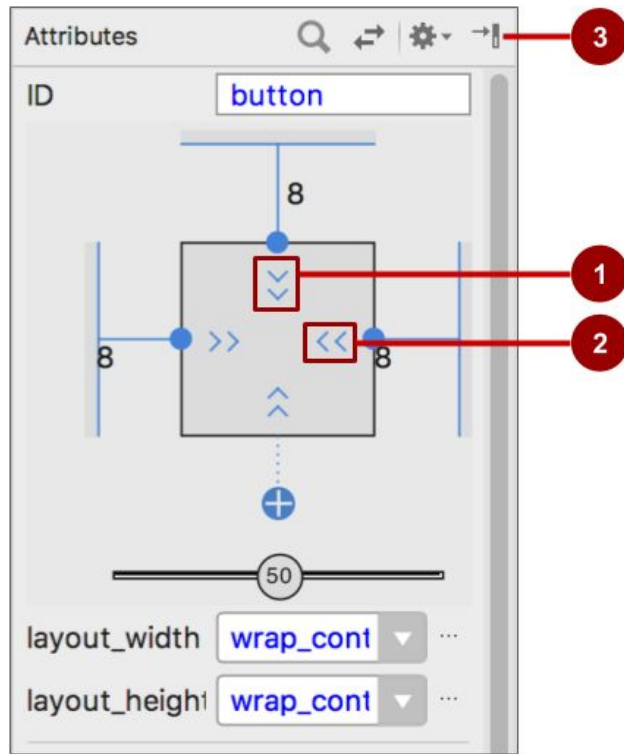 Attributes
3
ID
button
8
1
8
8
2
50
layout_width
wrap_cont
...
layout_height
wrap_cont
...